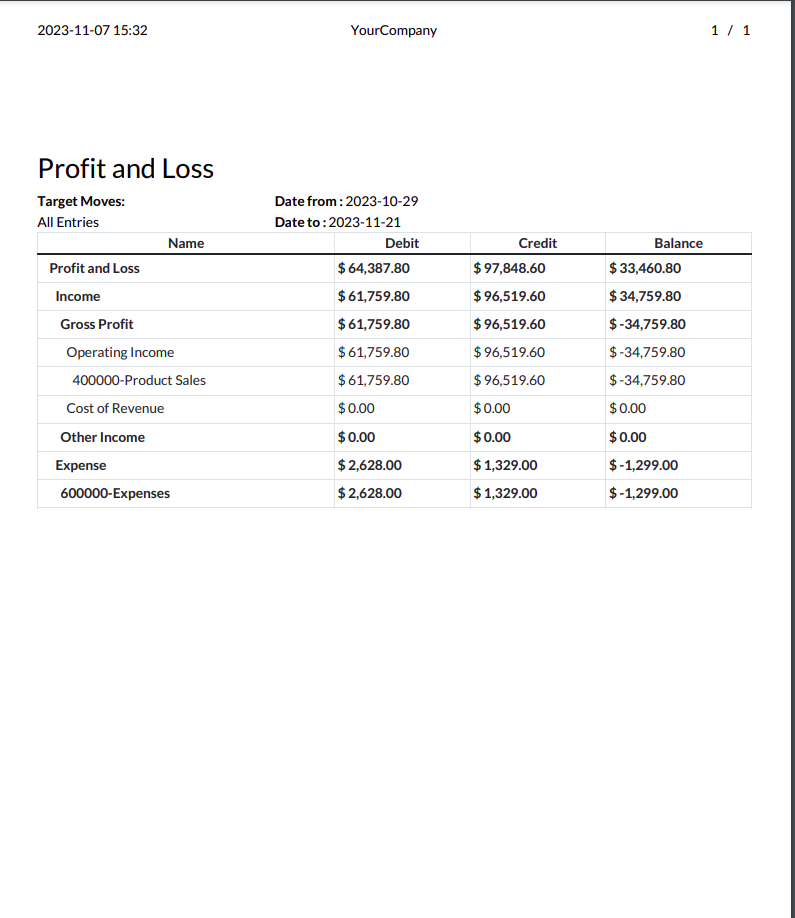 2023-11-07 15:32 YourCompany 1 / 1
Profit and Loss
Target Moves: Date from : 2023-10-29
All Entries Date to : 2023-11-21
Name Debit Credit Balance
Profit and Loss $ 64,387.80 $ 97,848.60 $ 33,460.80
Income $ 61,759.80 $ 96,519.60 $ 34,759.80
Gross Profit $ 61,759.80 $ 96,519.60 $ -34,759.80
Operating Income $ 61,759.80 $ 96,519.60 $ -34,759.80
400000-Product Sales $ 61,759.80 $ 96,519.60 $ -34,759.80
Cost of Revenue $ 0.00 $ 0.00 $ 0.00
Other Income $ 0.00 $ 0.00 $ 0.00
Expense $ 2,628.00 $ 1,329.00 $ -1,299.00
600000-Expenses $ 2,628.00 $ 1,329.00 $ -1,299.00